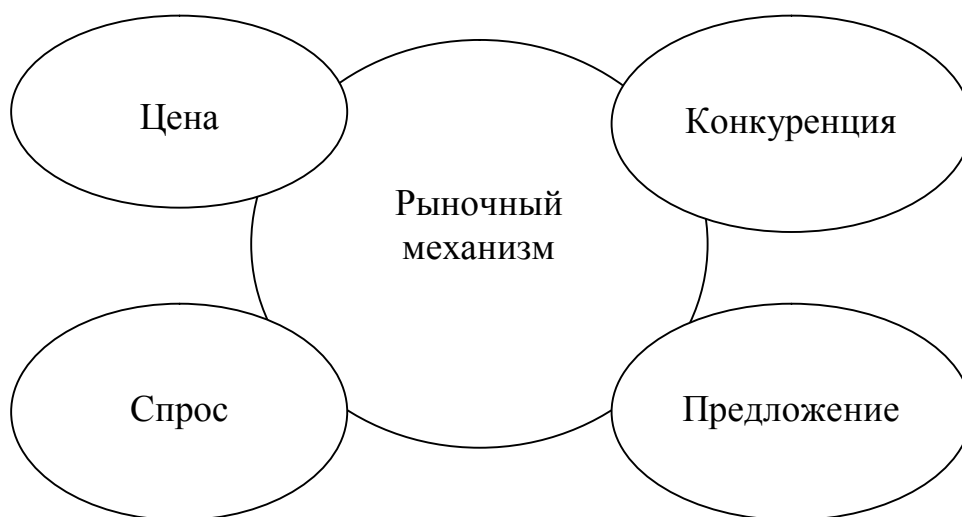 Цена
Конкуренция
Рыночный
механизм
Спрос
Предложение